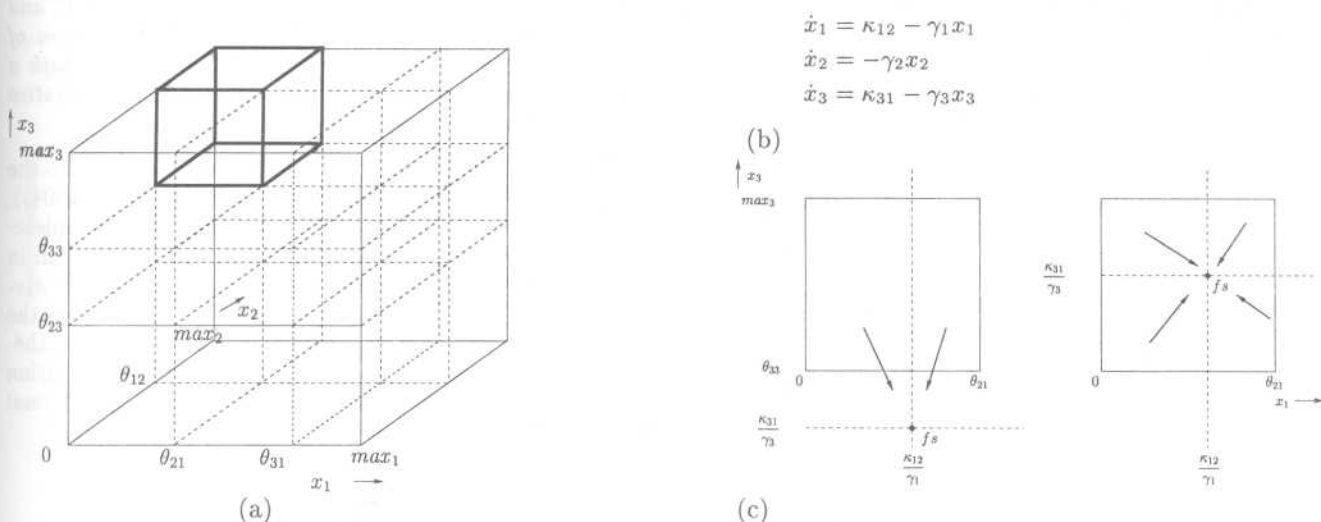 x₃
max₃
θ₃₃
θ₂₃
x₂
max₂
θ₁₂
0
θ₂₁
θ₃₁
max₁
x₁
(a)
ẋ₁ = κ₁₂ − γ₁x₁
ẋ₂ = −γ₂x₂
ẋ₃ = κ₃₁ − γ₃x₃
(b)
x₃
max₃
θ₃₃
0
θ₂₁
κ₃₁/γ₃
fs
κ₁₂/γ₁
κ₃₁/γ₃
fs
0
θ₂₁
x₁
κ₁₂/γ₁
(c)